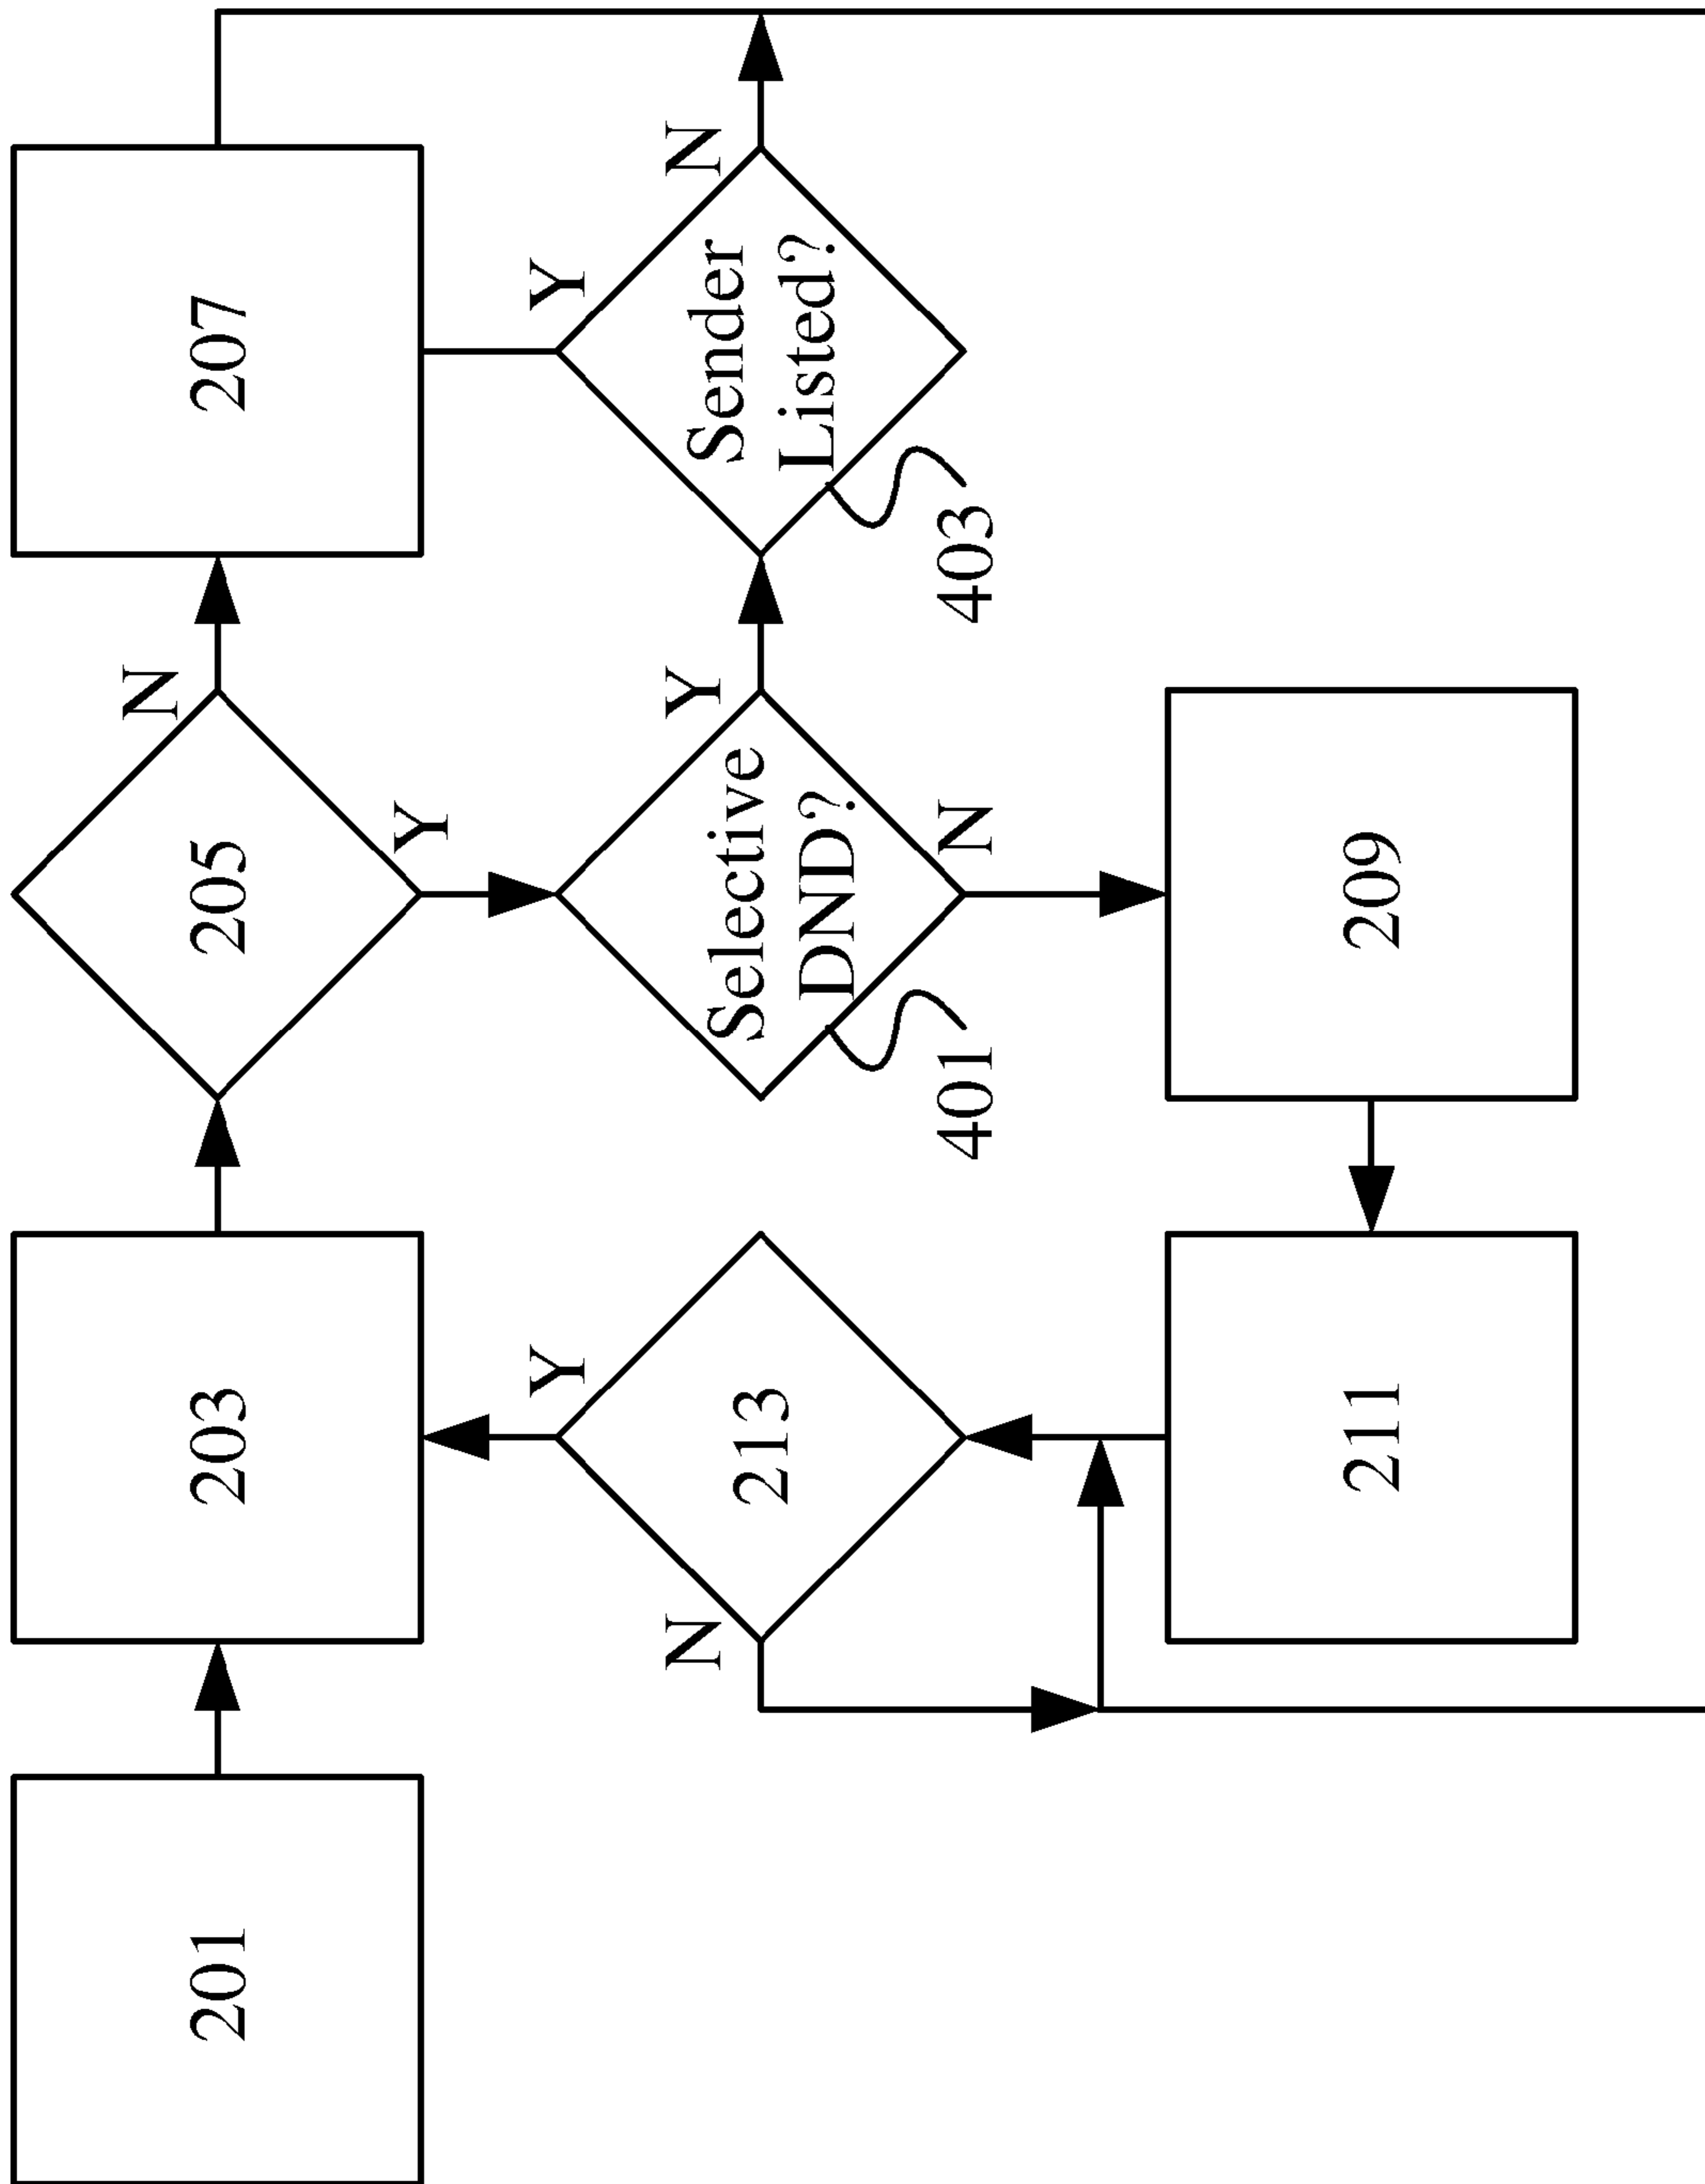 201
203
205
N
207
Y
N
213
Y
Selective
DND?
Y
Sender
Listed?
Y
N
401
N
403
211
209